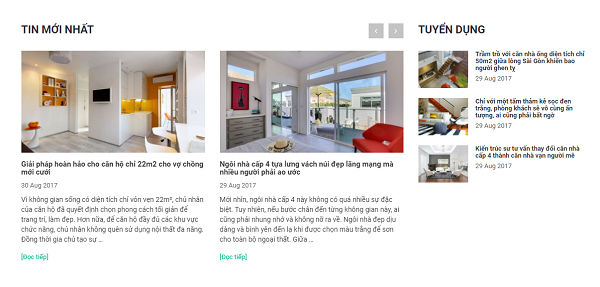 TIN MỚI NHẤT
Giải pháp hoàn hảo cho căn hộ chỉ 22m2 cho vợ chồng
mới cưới
30 Aug 2017
Vì không gian sống có diện tích chỉ vỏn vẹn 22m², chủ nhân
của căn hộ đã quyết định chọn phong cách tối giản để
trang trí, làm đẹp. Hơn nữa, để căn hộ đầy đủ các khu vực
chức năng, chủ nhân không quên sử dụng nội thất đa năng.
Đồng thời gia chủ tạo sự ...
[Đọc tiếp]
Ngôi nhà cấp 4 tựa lưng vách núi đẹp lãng mạng mà
nhiều người phải ao ước
29 Aug 2017
Mới nhìn, ngôi nhà cấp 4 này không có quá nhiều sự đặc
biệt. Tuy nhiên, nếu bước chân đến từng không gian này, ai
cũng phải nhung nhớ và không nỡ ra về. Ngôi nhà đẹp dịu
dàng và bình yên đến lạ khi được chọn màu trắng để sơn
cho toàn bộ ngoại thất. Giữa ...
[Đọc tiếp]
TUYỂN DỤNG
Trầm trồ với căn nhà ống diện tích chỉ
50m2 giữa lòng Sài Gòn khiến bao
người ghen tỵ
29 Aug 2017
Chỉ với một tấm thảm kẻ sọc đen
trắng, phòng khách sẽ vô cùng ấn
tượng, ai cũng phải bất ngờ
29 Aug 2017
Kiến trúc sư tư vấn thay đổi căn nhà
cấp 4 thành căn nhà vạn người mê
29 Aug 2017